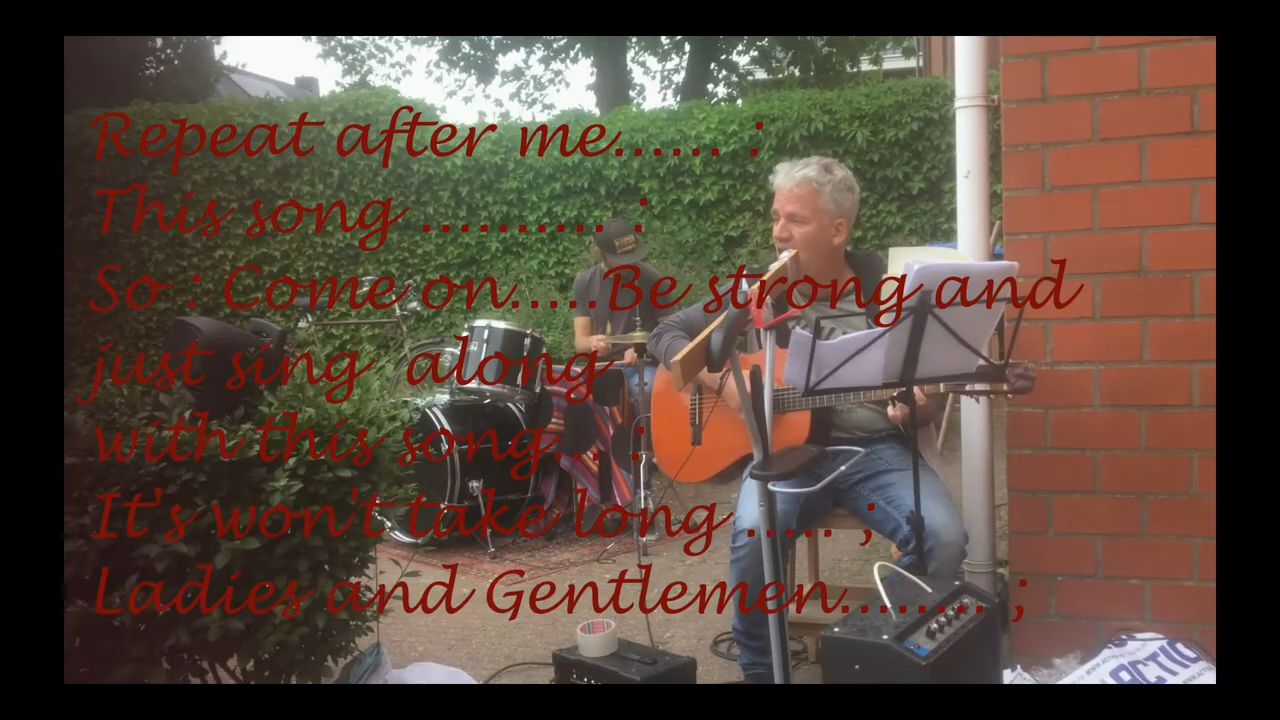 Repeat after me...... :
This song .......... :
So : Come on.....Be strong and
just sing along
with this song... :
It's won't take long ..... ;
Ladies and Gentlemen........ ;
ACTIO